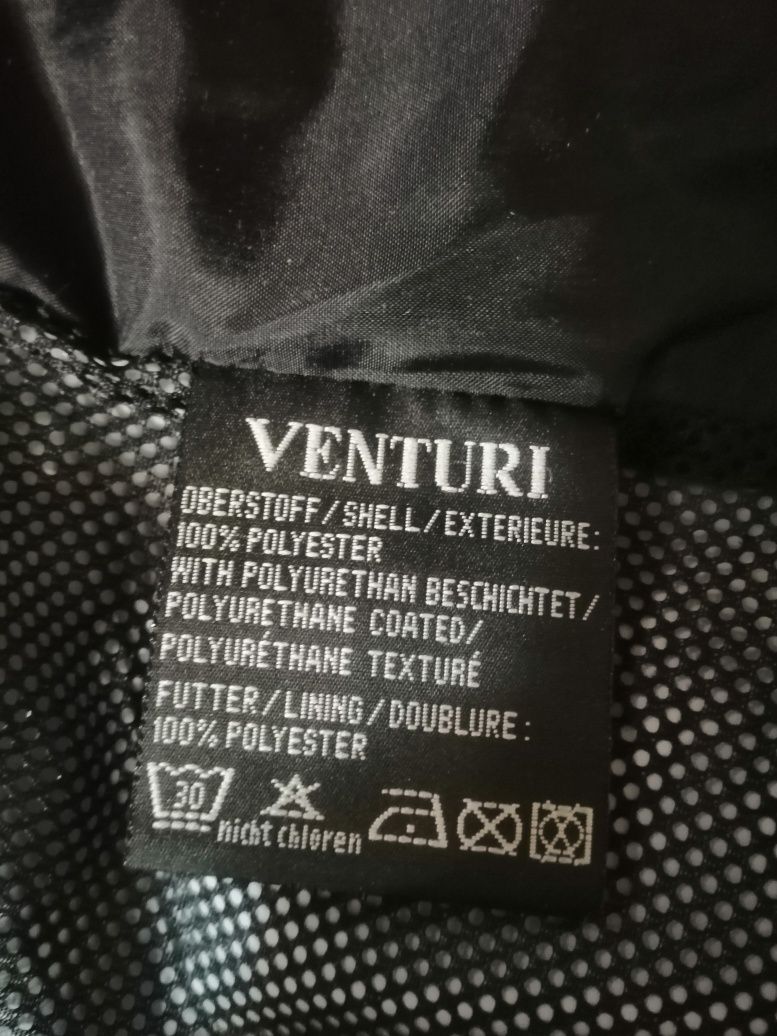 VENTURI
OBERSTOFF/SHELL/EXTERIEURE:
100% POLYESTER
WITH POLYURETHAN BESCHICHTET/
POLYURETHANE COATED/
POLYURÉTHANE TEXTURÉ
FUTTER/LINING/DOUBLURE:
100% POLYESTER
30
nicht chloren